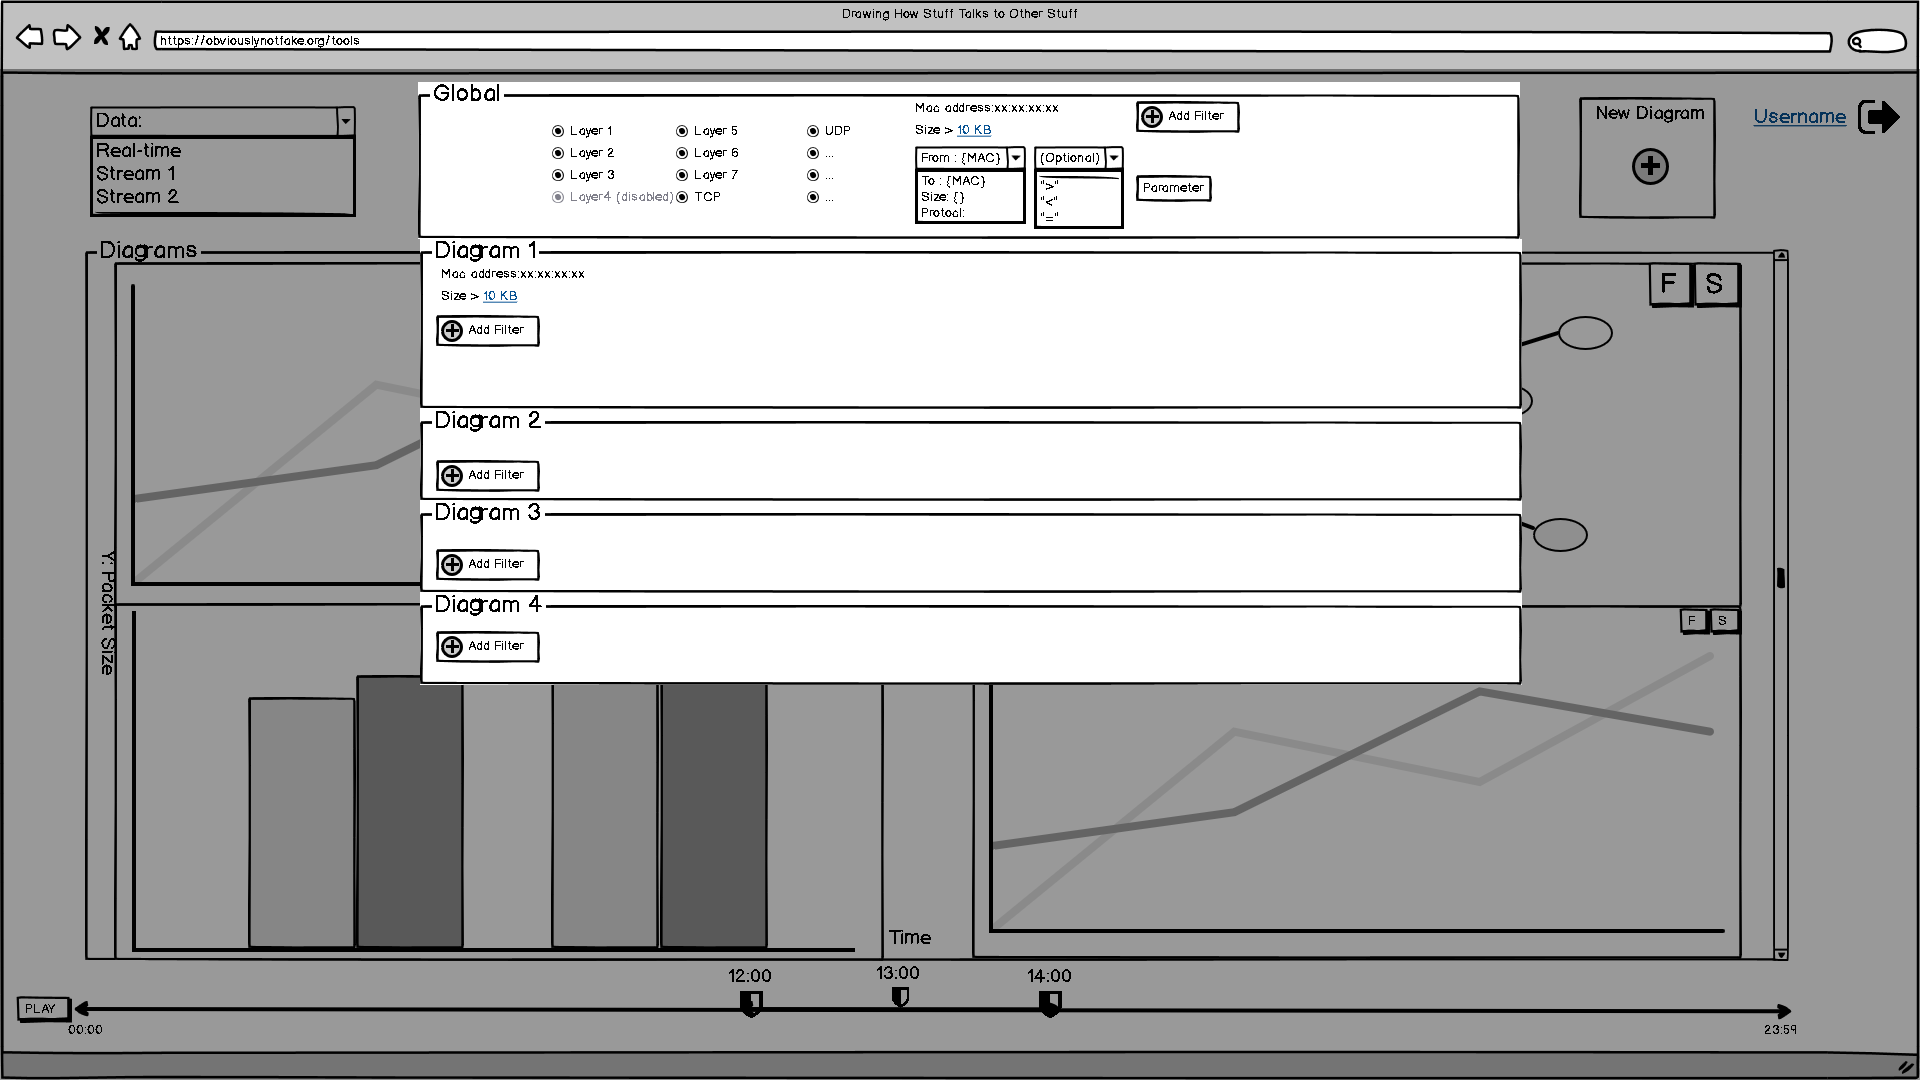 Drawing How Stuff Talks to Other Stuff
https://obviouslynotfake.org/tools
Data:
Real-time
Stream 1
Stream 2
Global
Layer 1
Layer 2
Layer 3
Layer4 (disabled)
Layer 5
Layer 6
Layer 7
TCP
UDP
...
...
...
Mac address:xx:xx:xx:xx
Size > 10 KB
From : {MAC}
To : {MAC}
Size: {}
Protocol:
(Optional)
">"
"<"
"="
Add Filter
Parameter
New Diagram
Username
Diagrams
Diagram 1
Mac address:xx:xx:xx:xx
Size > 10 KB
Add Filter
Diagram 2
Add Filter
Diagram 3
Add Filter
Diagram 4
Add Filter
F S
F S
Y: Packet Size
Time
12:00
13:00
14:00
PLAY
00:00
23:59